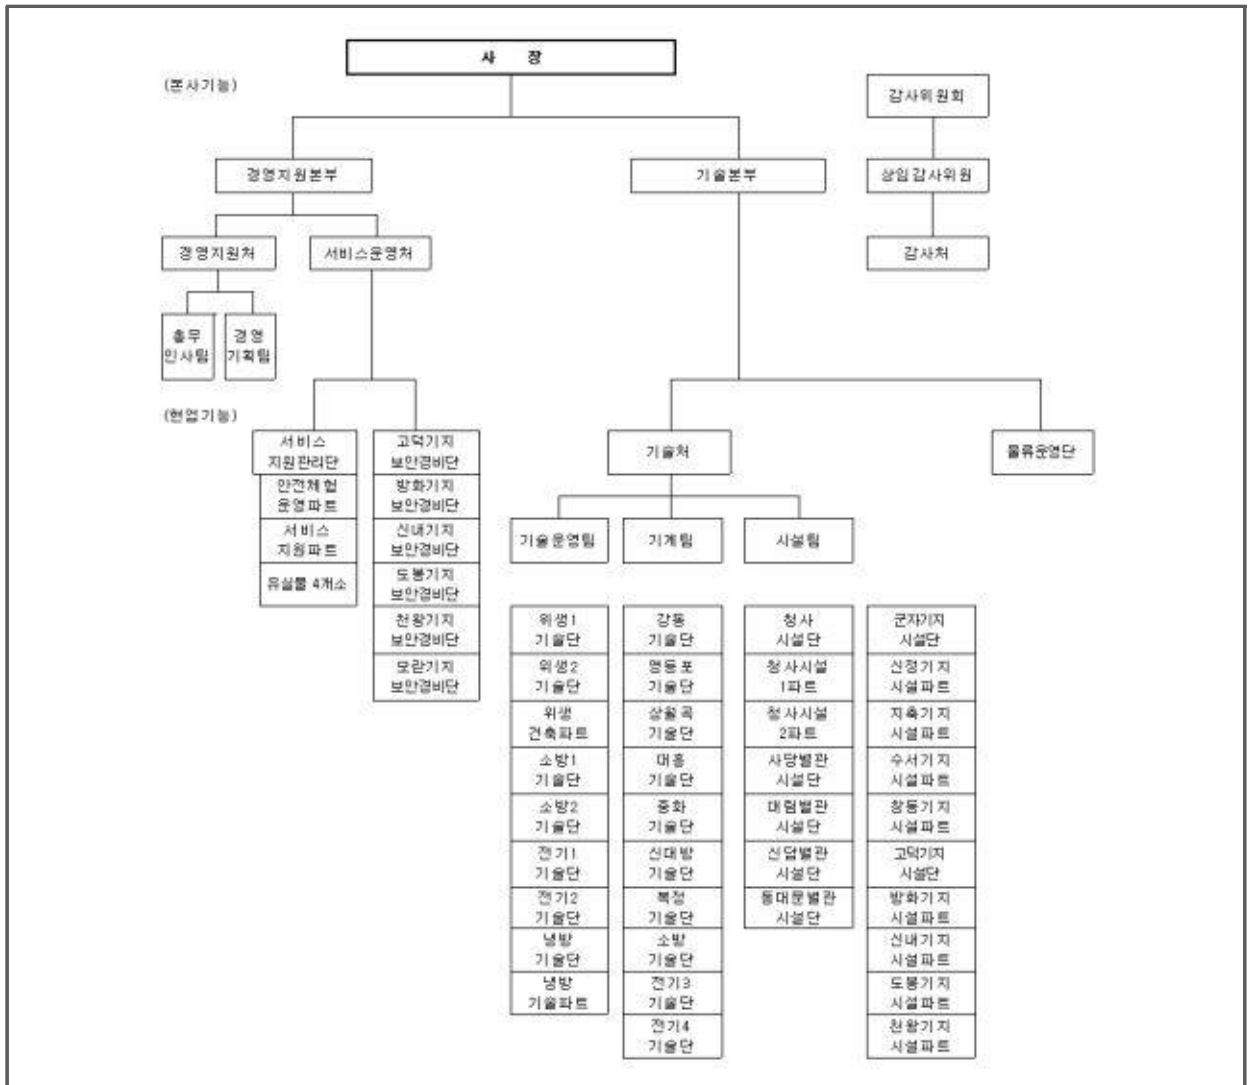 사 장
(본사기능)
감사위원회
경영지원본부
기술본부
상임감사위원
경영지원처
서비스운영처
감사처
총무
인사팀
경영
기획팀
(현업기능)
서비스
지원관리단
안전체험
운영파트
서비스
지원파트
유실물 4개소
고덕기지
보안경비단
방화기지
보안경비단
신내기지
보안경비단
도봉기지
보안경비단
천왕기지
보안경비단
모란기지
보안경비단
기술처
물류운영단
기술운영팀
기계팀
시설팀
위생1
기술단
위생2
기술단
위생
건축파트
소방1
기술단
소방2
기술단
전기1
기술단
전기2
기술단
냉방
기술단
냉방
기술파트
강동
기술단
영등포
기술단
상월곡
기술단
대흥
기술단
중화
기술단
신대방
기술단
복정
기술단
소방
기술단
전기3
기술단
전기4
기술단
청사
시설단
청사시설
1파트
청사시설
2파트
사당별관
시설단
대림별관
시설단
신답별관
시설단
동대문별관
시설단
군자기지
시설단
신정기지
시설파트
지축기지
시설파트
수서기지
시설파트
창동기지
시설파트
고덕기지
시설단
방화기지
시설파트
신내기지
시설파트
도봉기지
시설파트
천왕기지
시설파트